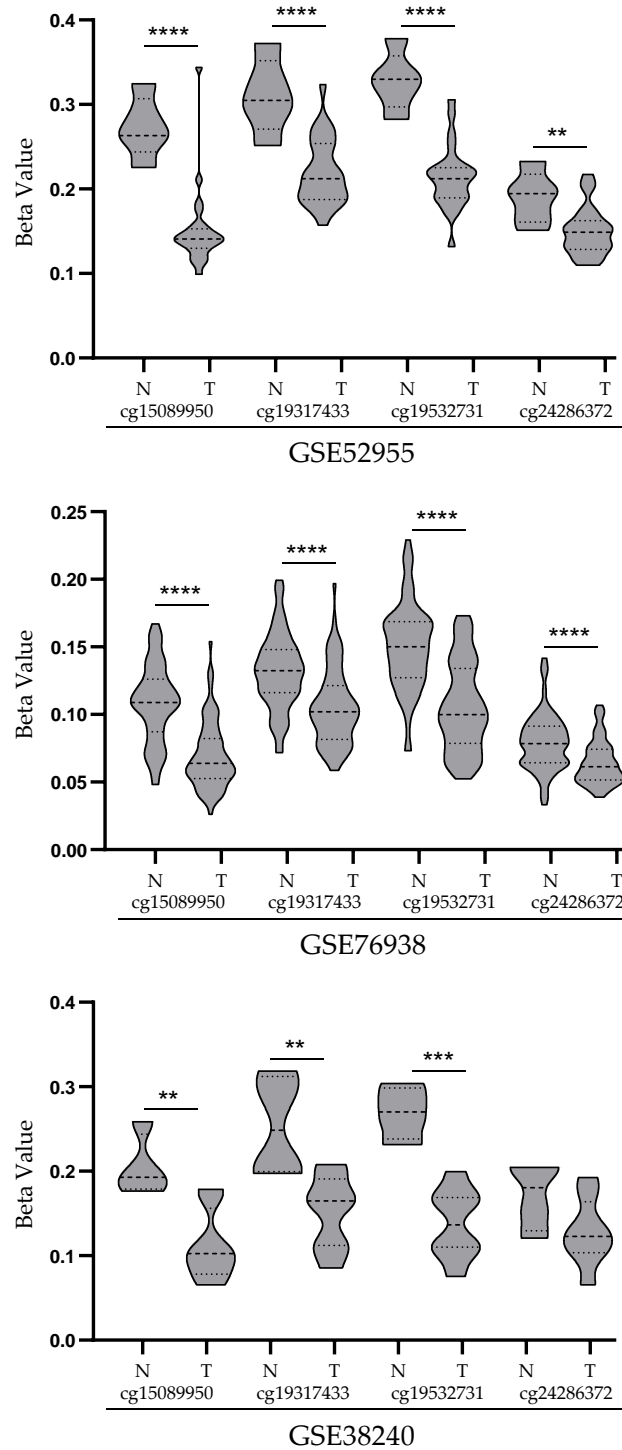 **** **** ****
**
0.4
0.3
0.2
0.1
0.0
Beta Value
N T N T N T N T
cg15089950 cg19317433 cg19532731 cg24286372
GSE52955
****
**** **** ****
0.25
0.20
0.15
0.10
0.05
0.00
Beta Value
N T N T N T N T
cg15089950 cg19317433 cg19532731 cg24286372
GSE76938
** ** ***
0.4
0.3
0.2
0.1
0.0
Beta Value
N T N T N T N T
cg15089950 cg19317433 cg19532731 cg24286372
GSE38240